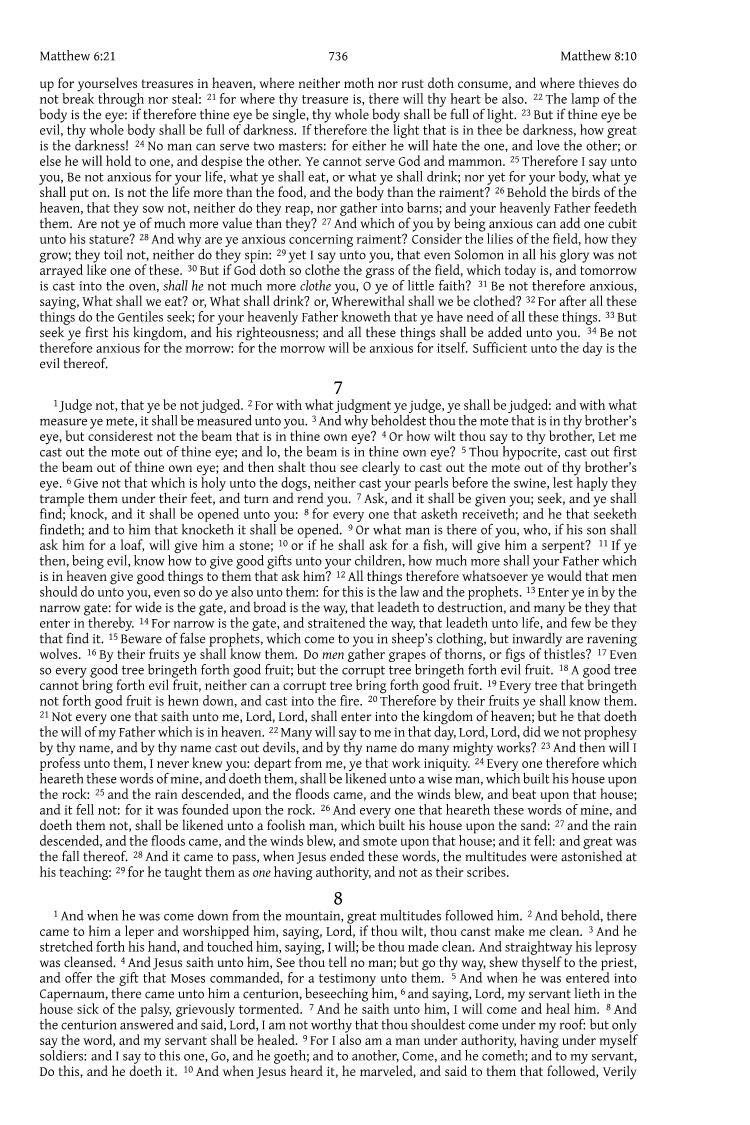 Matthew 6:21 736 Matthew 8:10
up for yourselves treasures in heaven, where neither moth nor rust doth consume, and where thieves do
not break through nor steal: 21 for where thy treasure is, there will thy heart be also. 22 The lamp of the
body is the eye: if therefore thine eye be single, thy whole body shall be full of light. 23 But if thine eye be
evil, thy whole body shall be full of darkness. If therefore the light that is in thee be darkness, how great
is the darkness! 24 No man can serve two masters: for either he will hate the one, and love the other; or
else he will hold to one, and despise the other. Ye cannot serve God and mammon. 25 Therefore I say unto
you, Be not anxious for your life, what ye shall eat, or what ye shall drink; nor yet for your body, what ye
shall put on. Is not the life more than the food, and the body than the raiment? 26 Behold the birds of the
heaven, that they sow not, neither do they reap, nor gather into barns; and your heavenly Father feedeth
them. Are not ye of much more value than they? 27 And which of you by being anxious can add one cubit
unto his stature? 28 And why are ye anxious concerning raiment? Consider the lilies of the field, how they
grow; they toil not, neither do they spin: 29 yet I say unto you, that even Solomon in all his glory was not
arrayed like one of these. 30 But if God doth so clothe the grass of the field, which today is, and tomorrow
is cast into the oven, shall he not much more clothe you, O ye of little faith? 31 Be not therefore anxious,
saying, What shall we eat? or, What shall drink? or, Wherewithal shall we be clothed? 32 For after all these
things do the Gentiles seek; for your heavenly Father knoweth that ye have need of all these things. 33 But
seek ye first his kingdom, and his righteousness; and all these things shall be added unto you. 34 Be not
therefore anxious for the morrow: for the morrow will be anxious for itself. Sufficient unto the day is the
evil thereof.
7
1 Judge not, that ye be not judged. 2 For with what judgment ye judge, ye shall be judged: and with what
measure ye mete, it shall be measured unto you. 3 And why beholdest thou the mote that is in thy brother's
eye, but considerest not the beam that is in thine own eye? 4 Or how wilt thou say to thy brother, Let me
cast out the mote out of thine eye; and lo, the beam is in thine own eye? 5 Thou hypocrite, cast out first
the beam out of thine own eye; and then shalt thou see clearly to cast out the mote out of thy brother's
eye. 6 Give not that which is holy unto the dogs, neither cast your pearls before the swine, lest haply they
trample them under their feet, and turn and rend you. 7 Ask, and it shall be given you; seek, and ye shall
find; knock, and it shall be opened unto you: 8 for every one that asketh receiveth; and he that seeketh
findeth; and to him that knocketh it shall be opened. 9 Or what man is there of you, who, if his son shall
ask him for a loaf, will give him a stone; 10 or if he shall ask for a fish, will give him a serpent? 11 If ye
then, being evil, know how to give good gifts unto your children, how much more shall your Father which
is in heaven give good things to them that ask him? 12 All things therefore whatsoever ye would that men
should do unto you, even so do ye also unto them: for this is the law and the prophets. 13 Enter ye in by the
narrow gate: for wide is the gate, and broad is the way, that leadeth to destruction, and many be they that
enter in thereby. 14 For narrow is the gate, and straitened the way, that leadeth unto life, and few be they
that find it. 15 Beware of false prophets, which come to you in sheep's clothing, but inwardly are ravening
wolves. 16 By their fruits ye shall know them. Do men gather grapes of thorns, or figs of thistles? 17 Even
so every good tree bringeth forth good fruit; but the corrupt tree bringeth forth evil fruit. 18 A good tree
cannot bring forth evil fruit, neither can a corrupt tree bring forth good fruit. 19 Every tree that bringeth
not forth good fruit is hewn down, and cast into the fire. 20 Therefore by their fruits ye shall know them.
21 Not every one that saith unto me, Lord, Lord, shall enter into the kingdom of heaven; but he that doeth
the will of my Father which is in heaven. 22 Many will say to me in that day, Lord, Lord, did we not prophesy
by thy name, and by thy name cast out devils, and by thy name do many mighty works? 23 And then will I
profess unto them, I never knew you: depart from me, ye that work iniquity. 24 Every one therefore which
heareth these words of mine, and doeth them, shall be likened unto a wise man, which built his house upon
the rock: 25 and the rain descended, and the floods came, and the winds blew, and beat upon that house;
and it fell not: for it was founded upon the rock. 26 And every one that heareth these words of mine, and
doeth them not, shall be likened unto a foolish man, which built his house upon the sand: 27 and the rain
descended, and the floods came, and the winds blew, and smote upon that house; and it fell: and great was
the fall thereof. 28 And it came to pass, when Jesus ended these words, the multitudes were astonished at
his teaching: 29 for he taught them as one having authority, and not as their scribes.
8
1 And when he was come down from the mountain, great multitudes followed him. 2 And behold, there
came to him a leper and worshipped him, saying, Lord, if thou wilt, thou canst make me clean. 3 And he
stretched forth his hand, and touched him, saying, I will; be thou made clean. And straightway his leprosy
was cleansed. 4 And Jesus saith unto him, See thou tell no man; but go thy way, shew thyself to the priest,
and offer the gift that Moses commanded, for a testimony unto them. 5 And when he was entered into
Capernaum, there came unto him a centurion, beseeching him, 6 and saying, Lord, my servant lieth in the
house sick of the palsy, grievously tormented. 7 And he saith unto him, I will come and heal him. 8 And
the centurion answered and said, Lord, I am not worthy that thou shouldest come under my roof: but only
say the word, and my servant shall be healed. 9 For I also am a man under authority, having under myself
soldiers: and I say to this one, Go, and he goeth; and to another, Come, and he cometh; and to my servant,
Do this, and he doeth it. 10 And when Jesus heard it, he marveled, and said to them that followed, Verily